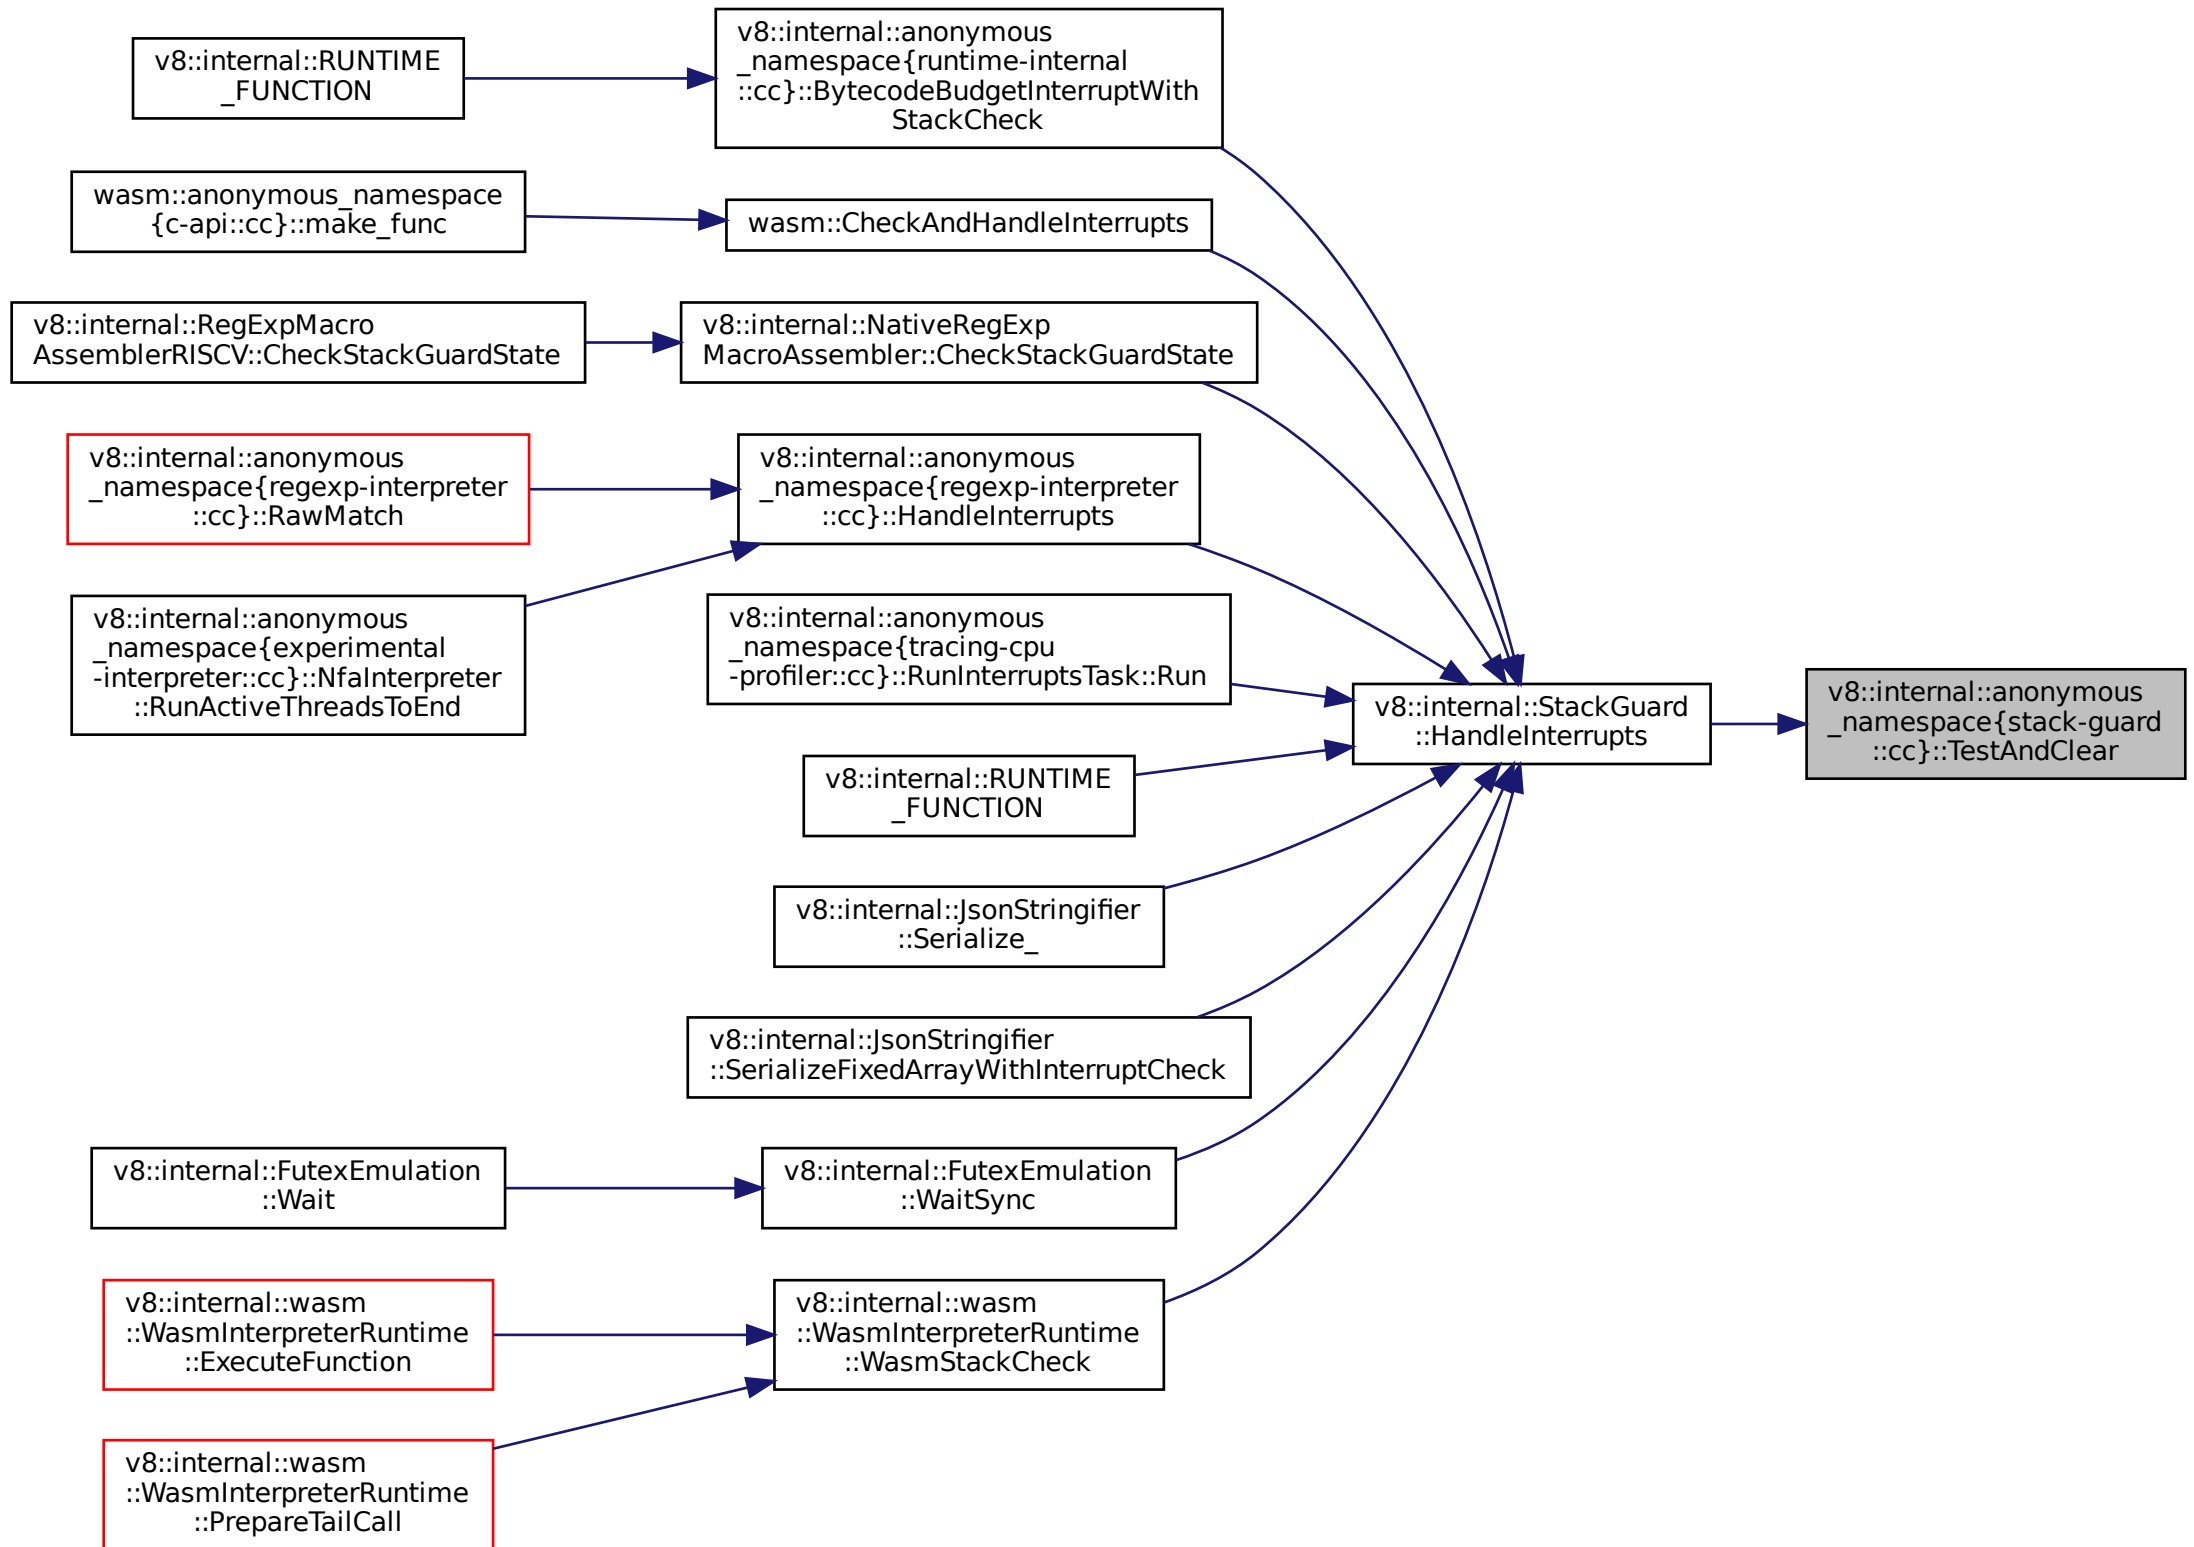 v8::internal::RUNTIME
_FUNCTION
v8::internal::anonymous
_namespace{runtime-internal
::cc}::BytecodeBudgetInterruptWith
StackCheck
wasm::anonymous_namespace
{c-api::cc}::make_func
wasm::CheckAndHandleInterrupts
v8::internal::RegExpMacro
AssemblerRISCV::CheckStackGuardState
v8::internal::NativeRegExp
MacroAssembler::CheckStackGuardState
v8::internal::anonymous
_namespace{regexp-interpreter
::cc}::RawMatch
v8::internal::anonymous
_namespace{regexp-interpreter
::cc}::HandleInterrupts
v8::internal::anonymous
_namespace{experimental
-interpreter::cc}::NfaInterpreter
::RunActiveThreadsToEnd
v8::internal::anonymous
_namespace{tracing-cpu
-profiler::cc}::RunInterruptsTask::Run
v8::internal::StackGuard
::HandleInterrupts
v8::internal::anonymous
_namespace{stack-guard
::cc}::TestAndClear
v8::internal::RUNTIME
_FUNCTION
v8::internal::JsonStringifier
::Serialize_
v8::internal::JsonStringifier
::SerializeFixedArrayWithInterruptCheck
v8::internal::FutexEmulation
::Wait
v8::internal::FutexEmulation
::WaitSync
v8::internal::wasm
::WasmInterpreterRuntime
::ExecuteFunction
v8::internal::wasm
::WasmInterpreterRuntime
::WasmStackCheck
v8::internal::wasm
::WasmInterpreterRuntime
::PrepareTailCall